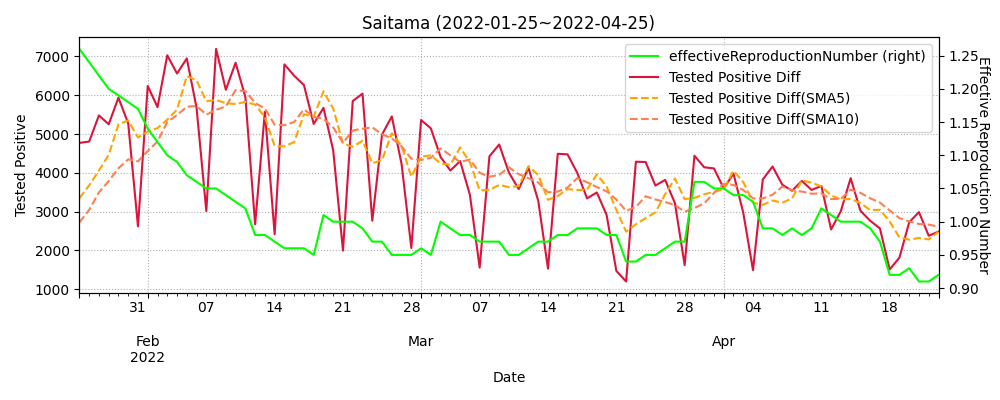 Saitama (2022-01-25~2022-04-25)
effectiveReproductionNumber (right)
Tested Positive Diff
Tested Positive Diff(SMA5)
Tested Positive Diff(SMA10)
Tested Positive
7000
6000
5000
4000
3000
2000
1000
Effective Reproduction Number
1.25
1.20
1.15
1.10
1.05
1.00
0.95
0.90
31 07 14 21 28 07 14 21 28 04 11 18
Feb Mar Apr
2022
Date